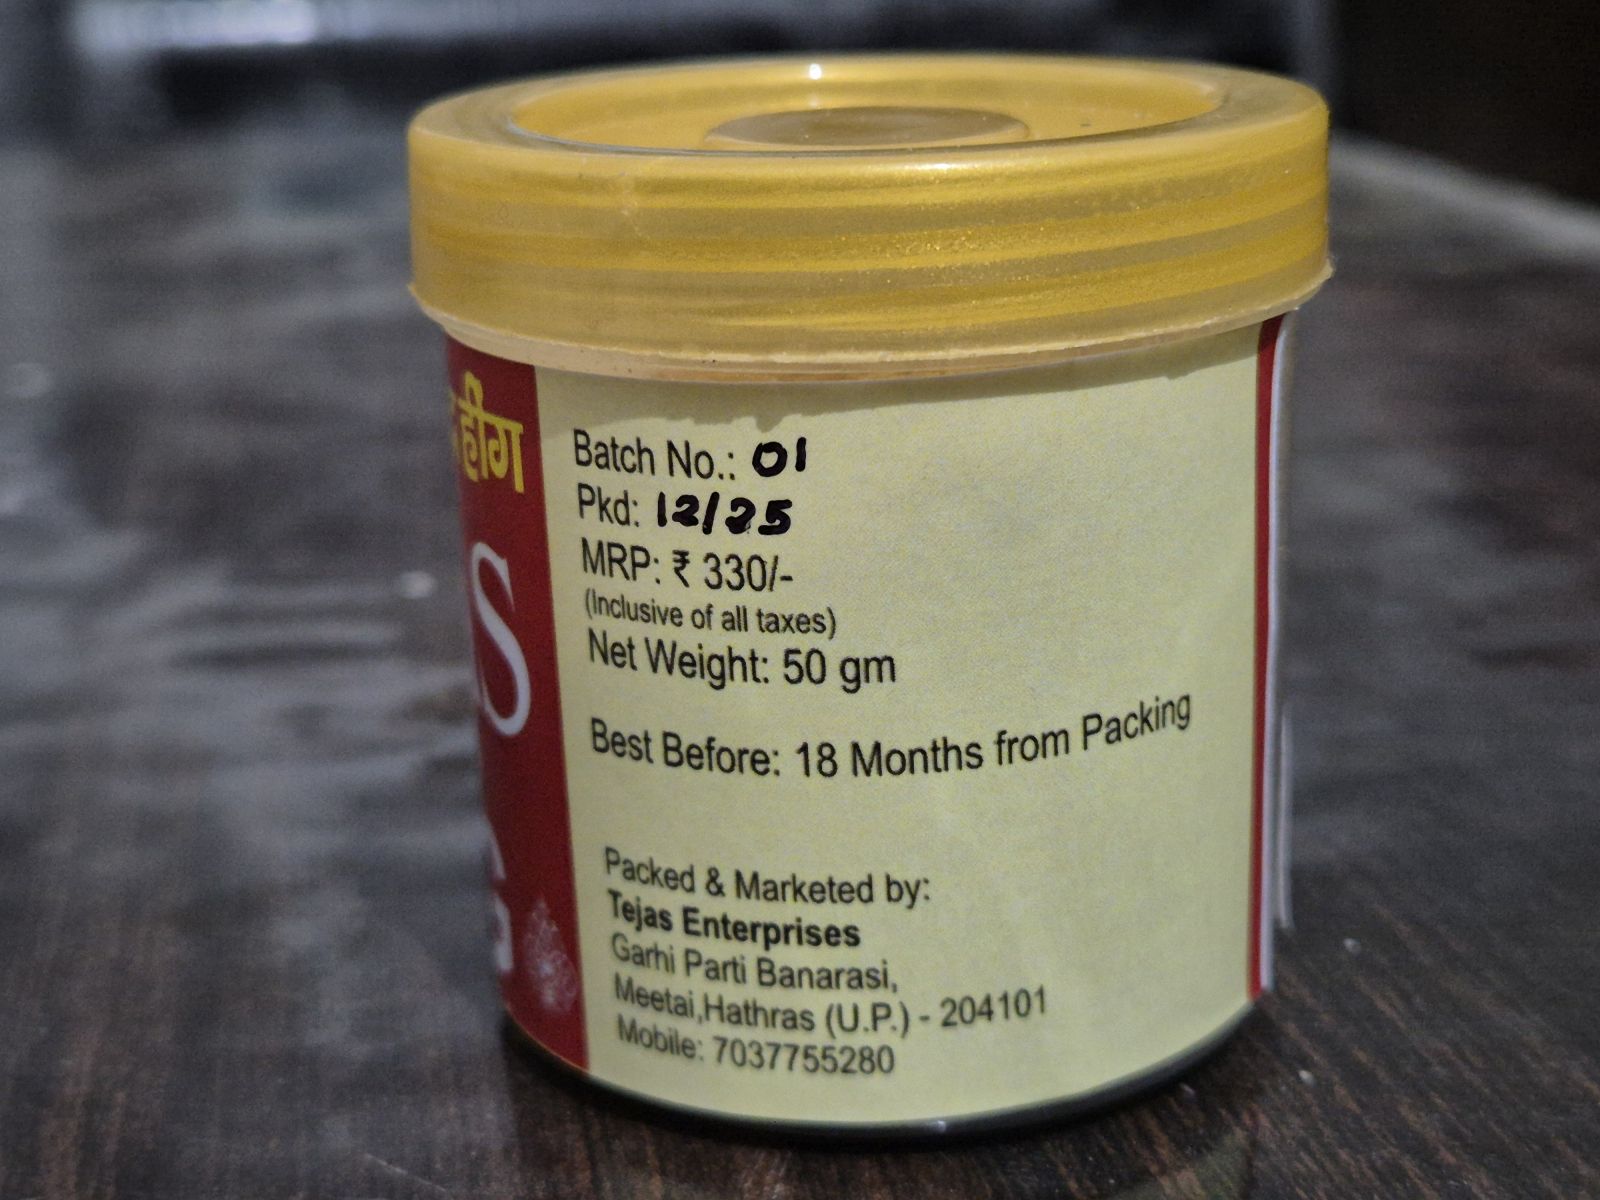 हींग
S
G
Batch No.: 01
Pkd: 12/25
MRP: ₹ 330/-
(Inclusive of all taxes)
Net Weight: 50 gm
Best Before: 18 Months from Packing
Packed & Marketed by:
Tejas Enterprises
Garhi Parti Banarasi,
Meetai,Hathras (U.P.) - 204101
Mobile: 7037755280